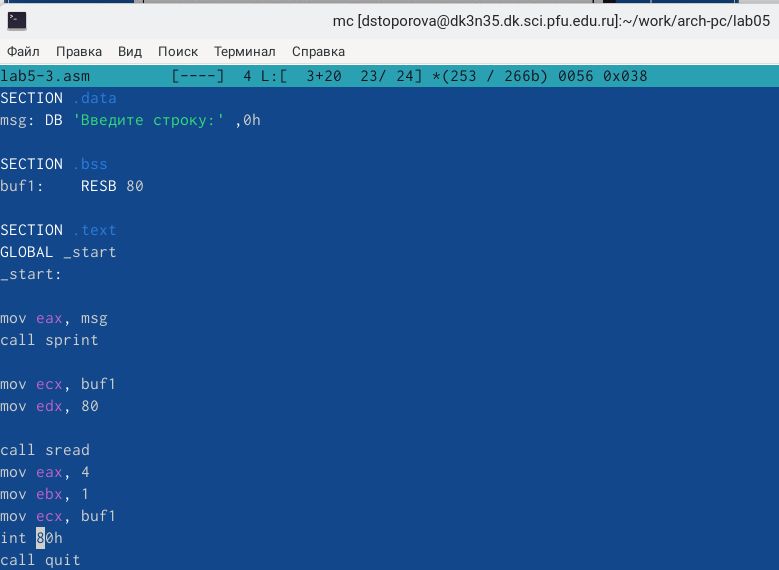 mc [dstoporova@dk3n35.dk.sci.pfu.edu.ru]:~/work/arch-pc/lab05
Файл Правка Вид Поиск Терминал Справка
lab5-3.asm [----] 4 L:[ 3+20 23/ 24] *(253 / 266b) 0056 0x038
SECTION .data
msg: DB 'Введите строку:' ,0h
SECTION .bss
buf1: RESB 80
SECTION .text
GLOBAL _start
_start:
mov eax, msg
call sprint
mov ecx, buf1
mov edx, 80
call sread
mov eax, 4
mov ebx, 1
mov ecx, buf1
int 80h
call quit